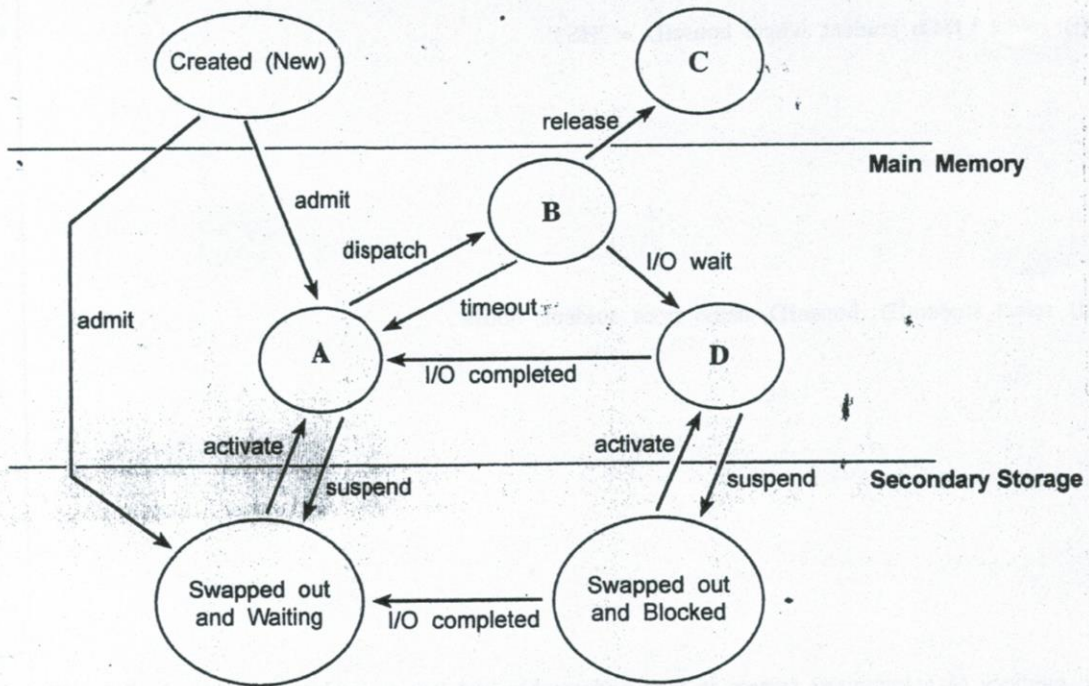 Created (New)
C
release
Main Memory
B
admit
dispatch
I/O wait
timeout
admit
A
D
I/O completed
activate
suspend
activate
suspend
Secondary Storage
Swapped out
and Waiting
I/O completed
Swapped out
and Blocked